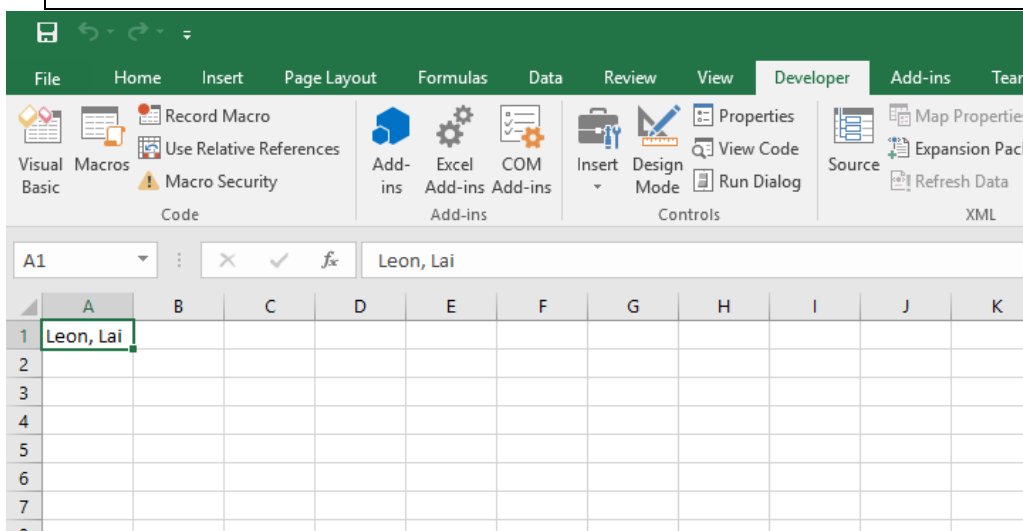 File Home Insert Page Layout Formulas Data Review View Developer Add-ins
Record Macro Properties Map
Use Relative References View Code Expansion
Visual Basic Macros Macro Security Add-ins Excel Add-ins COM Add-ins Insert Design Mode Run Dialog Source Refresh Data
Code Add-ins Controls XML
A1 fx Leon, Lai
A B C D E F G H I J K
1 Leon, Lai
2
3
4
5
6
7